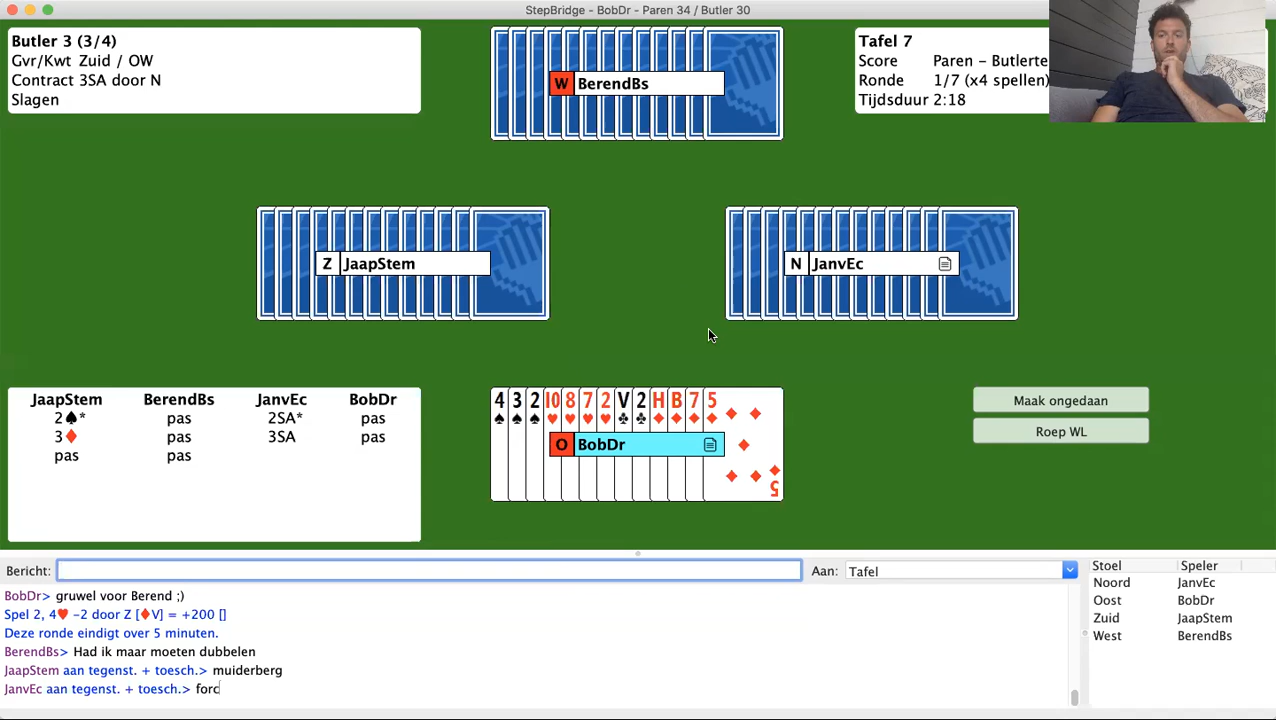 StepBridge - BobDr - Paren 34 / Butler 30
Butler 3 (3/4)
Gvr/Kwt Zuid / OW
Contract 3SA door N
Slagen
W BerendBs
Tafel 7
Score Paren - Butlerte
Ronde 1/7 (x4 spellen)
Tijdsduur 2:18
Z JaapStem
N JanvEc
JaapStem BerendBs JanvEc BobDr
2♠* pas 2SA* pas
3♦ pas 3SA pas
pas pas
4 3 2 10 8 7 2 V 2 H B 7 5
♠ ♠ ♠ ♥ ♥ ♥ ♥ ♣ ♣ ♦ ♦ ♦ ♦
O BobDr
5
Maak ongedaan
Roep WL
Bericht:
Aan: Tafel
BobDr> gruwel voor Berend ;)
Spel 2, 4♥ -2 door Z [♦V] = +200 []
Deze ronde eindigt over 5 minuten.
BerendBs> Had ik maar moeten dubbelen
JaapStem aan tegenst. + toesch.> muiderberg
JanvEc aan tegenst. + toesch.> forc
Stoel Speler
Noord JanvEc
Oost BobDr
Zuid JaapStem
West BerendBs